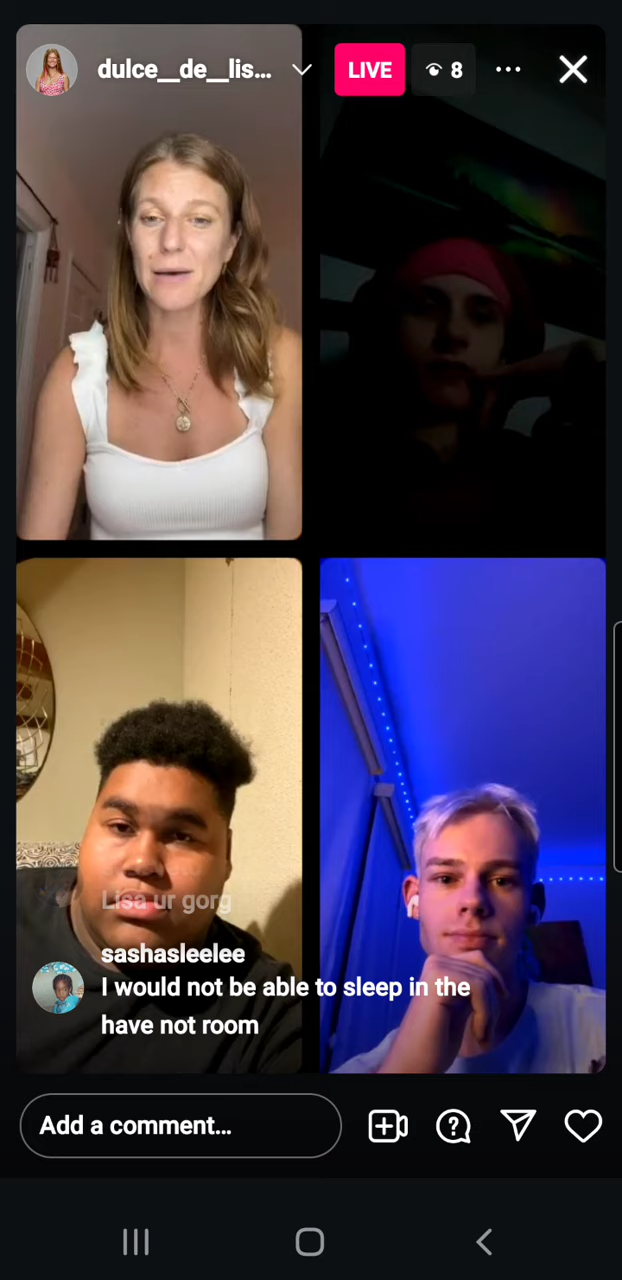 dulce__de__lis...
LIVE
8
Lisa ur gorg
sashasleelee
I would not be able to sleep in the
have not room
Add a comment...